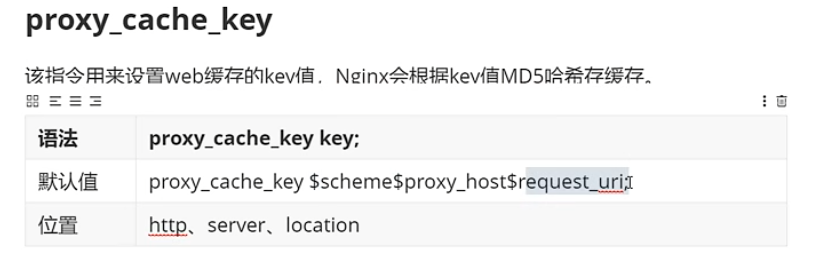 proxy_cache_key
该指令用来设置web缓存的key值，Nginx会根据key值MD5哈希存缓存。
语法 proxy_cache_key key;
默认值 proxy_cache_key $scheme$proxy_host$request_uri;
位置 http、server、location